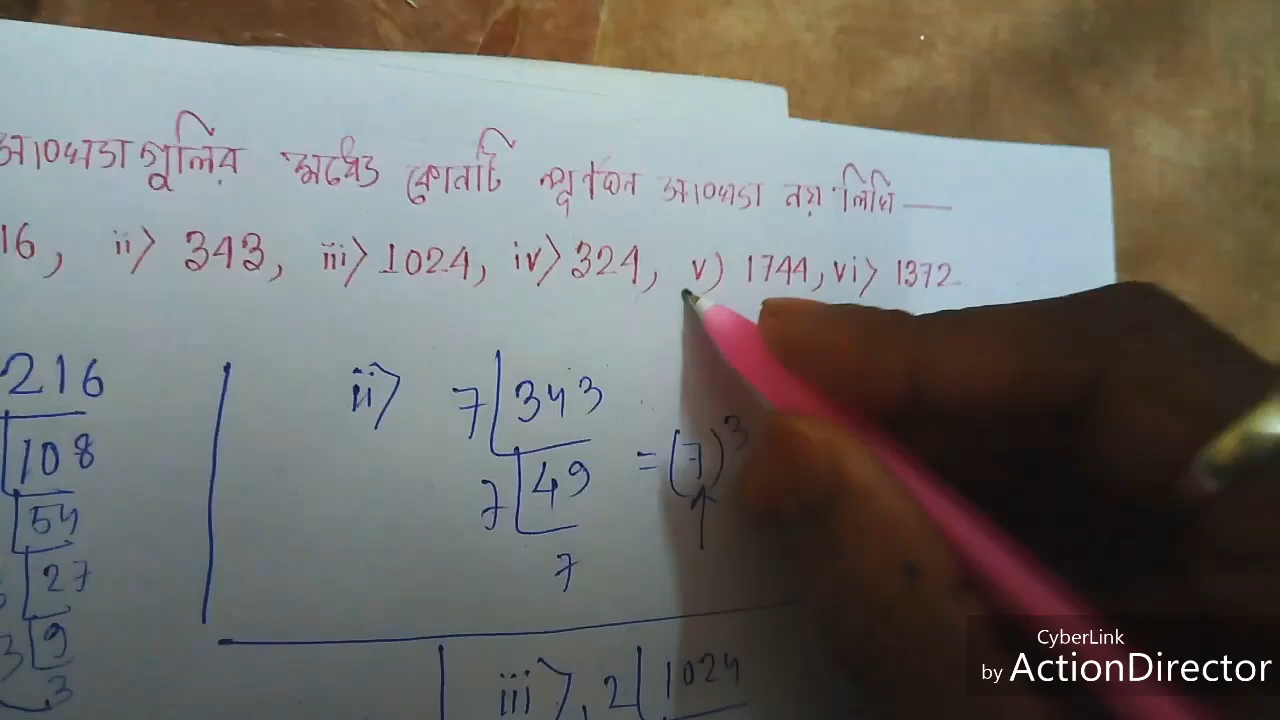 সংখ্যাগুলির মধ্যে কোনটি পূর্ণঘন সংখ্যা নয় লিখি —
16, ii> 343, iii> 1024, iv> 324, v) 1744, vi> 1372
216
108
54
27
3 9
3
ii> 7 343
7 49 = (7)³
7
iii>. 2 1024
CyberLink
by ActionDirector